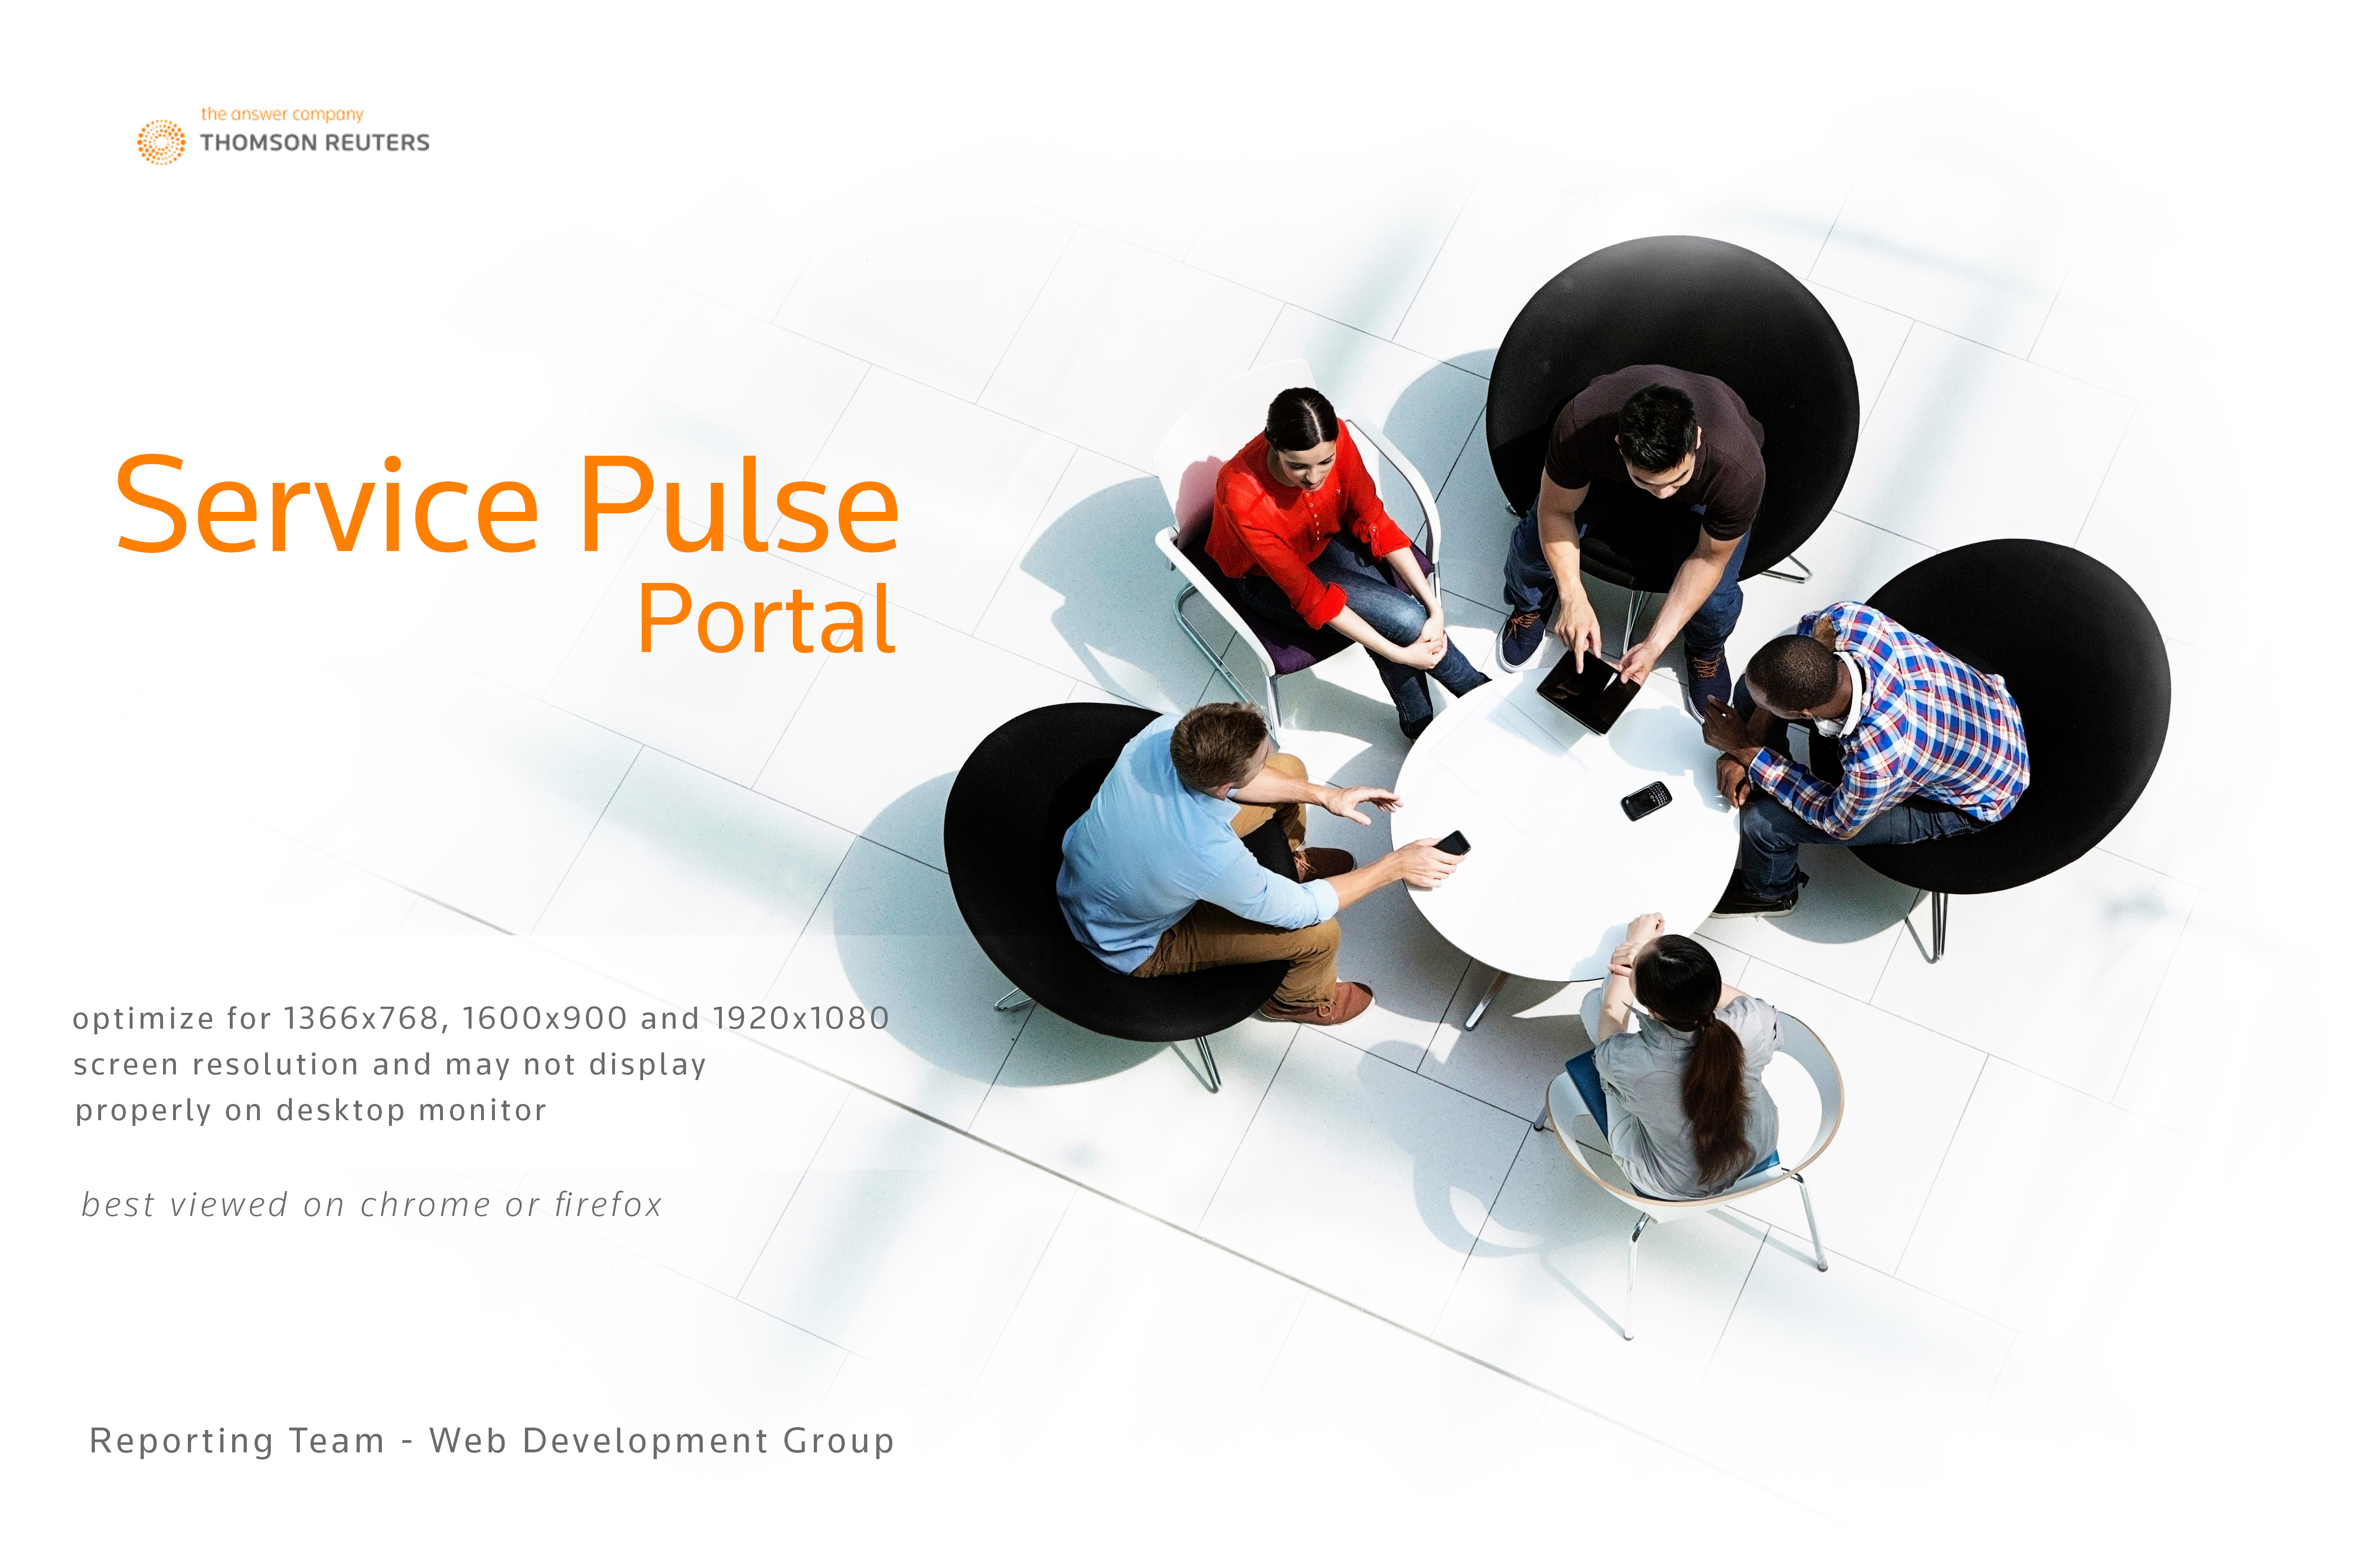 the answer company
THOMSON REUTERS
Service Pulse
Portal
optimize for 1366x768, 1600x900 and 1920x1080
screen resolution and may not display
properly on desktop monitor
best viewed on chrome or firefox
Reporting Team - Web Development Group